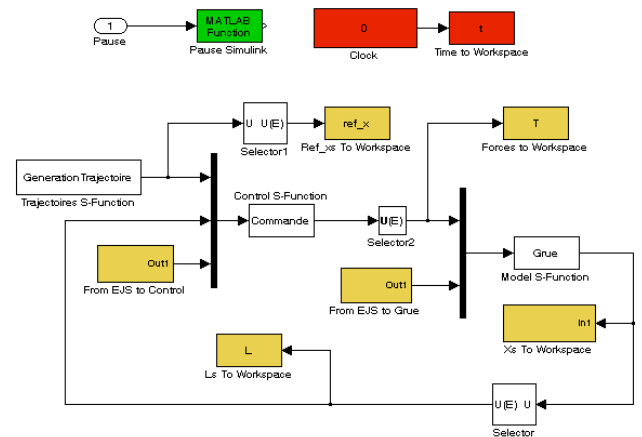 1
Pause
MATLAB
Function
Pause Simulink
0
Clock
t
Time to Workspace
U U(E)
Selector1
ref_x
Ref_xs To Workspace
T
Forces to Workspace
Generation Trajectoire
Trajectoires S-Function
Control S-Function
Commande
U(E)
Selector2
Grue
Model S-Function
Out1
From EJS to Control
Out1
From EJS to Grue
In1
Xs To Workspace
L
Ls To Workspace
U(E) U
Selector